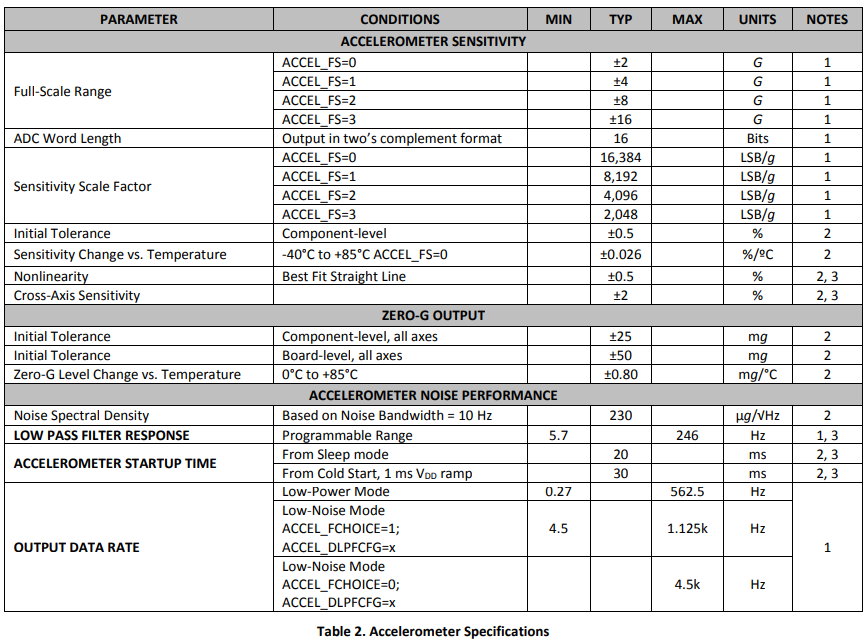 PARAMETER CONDITIONS MIN TYP MAX UNITS NOTES
ACCELEROMETER SENSITIVITY
Full-Scale Range
ACCEL_FS=0 ±2 G 1
ACCEL_FS=1 ±4 G 1
ACCEL_FS=2 ±8 G 1
ACCEL_FS=3 ±16 G 1
ADC Word Length Output in two's complement format 16 Bits 1
Sensitivity Scale Factor
ACCEL_FS=0 16,384 LSB/g 1
ACCEL_FS=1 8,192 LSB/g 1
ACCEL_FS=2 4,096 LSB/g 1
ACCEL_FS=3 2,048 LSB/g 1
Initial Tolerance Component-level ±0.5 % 2
Sensitivity Change vs. Temperature -40°C to +85°C ACCEL_FS=0 ±0.026 %/ºC 2
Nonlinearity Best Fit Straight Line ±0.5 % 2, 3
Cross-Axis Sensitivity ±2 % 2, 3
ZERO-G OUTPUT
Initial Tolerance Component-level, all axes ±25 mg 2
Initial Tolerance Board-level, all axes ±50 mg 2
Zero-G Level Change vs. Temperature 0°C to +85°C ±0.80 mg/°C 2
ACCELEROMETER NOISE PERFORMANCE
Noise Spectral Density Based on Noise Bandwidth = 10 Hz 230 µg/√Hz 2
LOW PASS FILTER RESPONSE Programmable Range 5.7 246 Hz 1, 3
ACCELEROMETER STARTUP TIME
From Sleep mode 20 ms 2, 3
From Cold Start, 1 ms VDD ramp 30 ms 2, 3
OUTPUT DATA RATE
Low-Power Mode 0.27 562.5 Hz
Low-Noise Mode
ACCEL_FCHOICE=1; 4.5 1.125k Hz
ACCEL_DLPFCFG=x
1
Low-Noise Mode
ACCEL_FCHOICE=0; 4.5k Hz
ACCEL_DLPFCFG=x
Table 2. Accelerometer Specifications